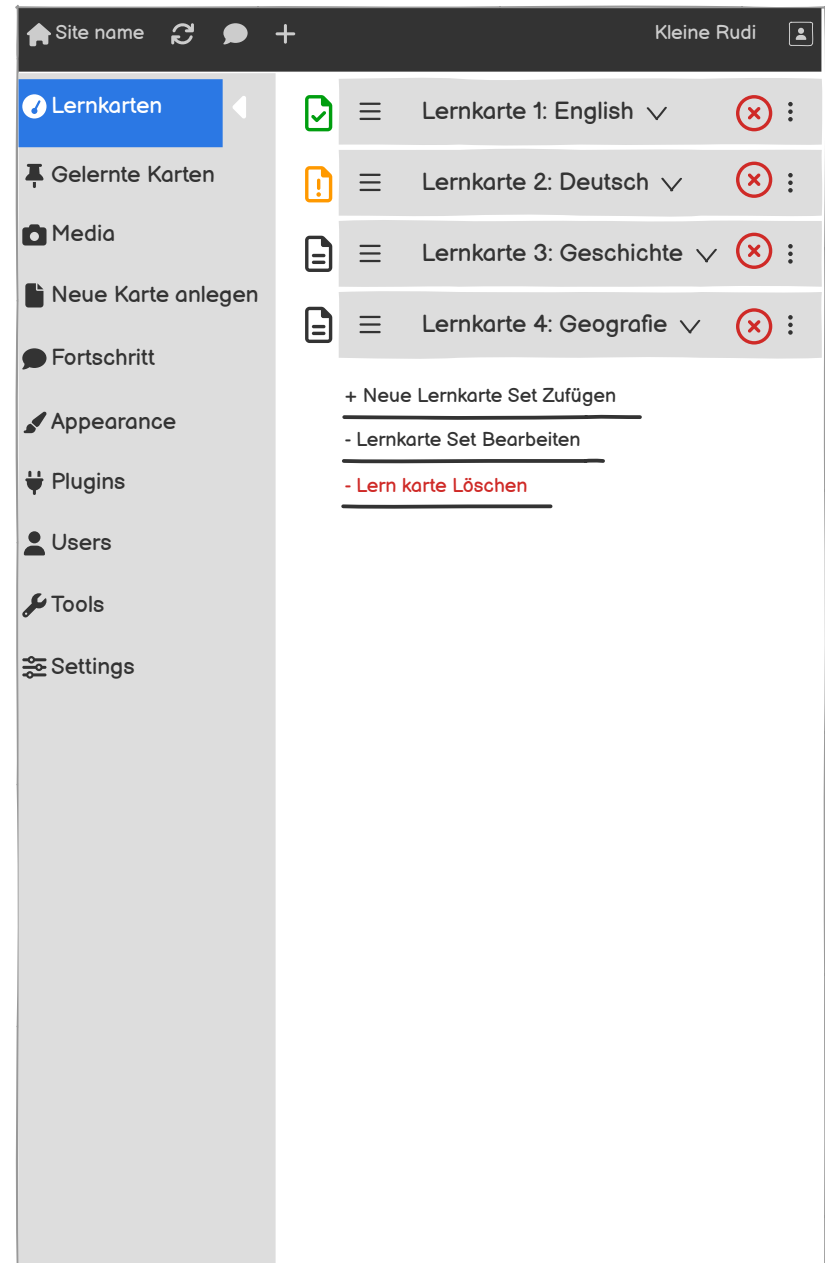 Site name
Kleine Rudi
Lernkarten
Gelernte Karten
Media
Neue Karte anlegen
Fortschritt
Appearance
Plugins
Users
Tools
Settings
Lernkarte 1: English
Lernkarte 2: Deutsch
Lernkarte 3: Geschichte
Lernkarte 4: Geografie
+ Neue Lernkarte Set Zufügen
- Lernkarte Set Bearbeiten
- Lern karte Löschen